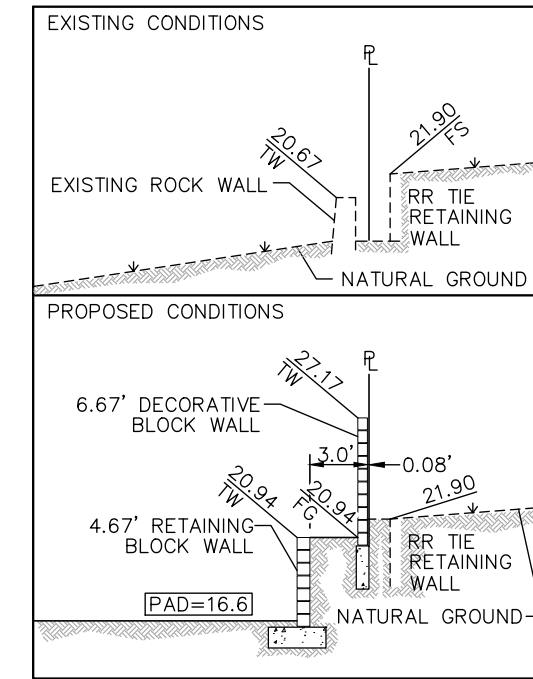 EXISTING CONDITIONS
℄
20.67
TW
21.90
FS
EXISTING ROCK WALL
RR TIE
RETAINING
WALL
NATURAL GROUND
PROPOSED CONDITIONS
℄
27.17
TW
6.67' DECORATIVE
BLOCK WALL
3.0'
0.08'
20.94
TW
20.94
FG
21.90
4.67' RETAINING
BLOCK WALL
RR TIE
RETAINING
WALL
PAD=16.6
NATURAL GROUND